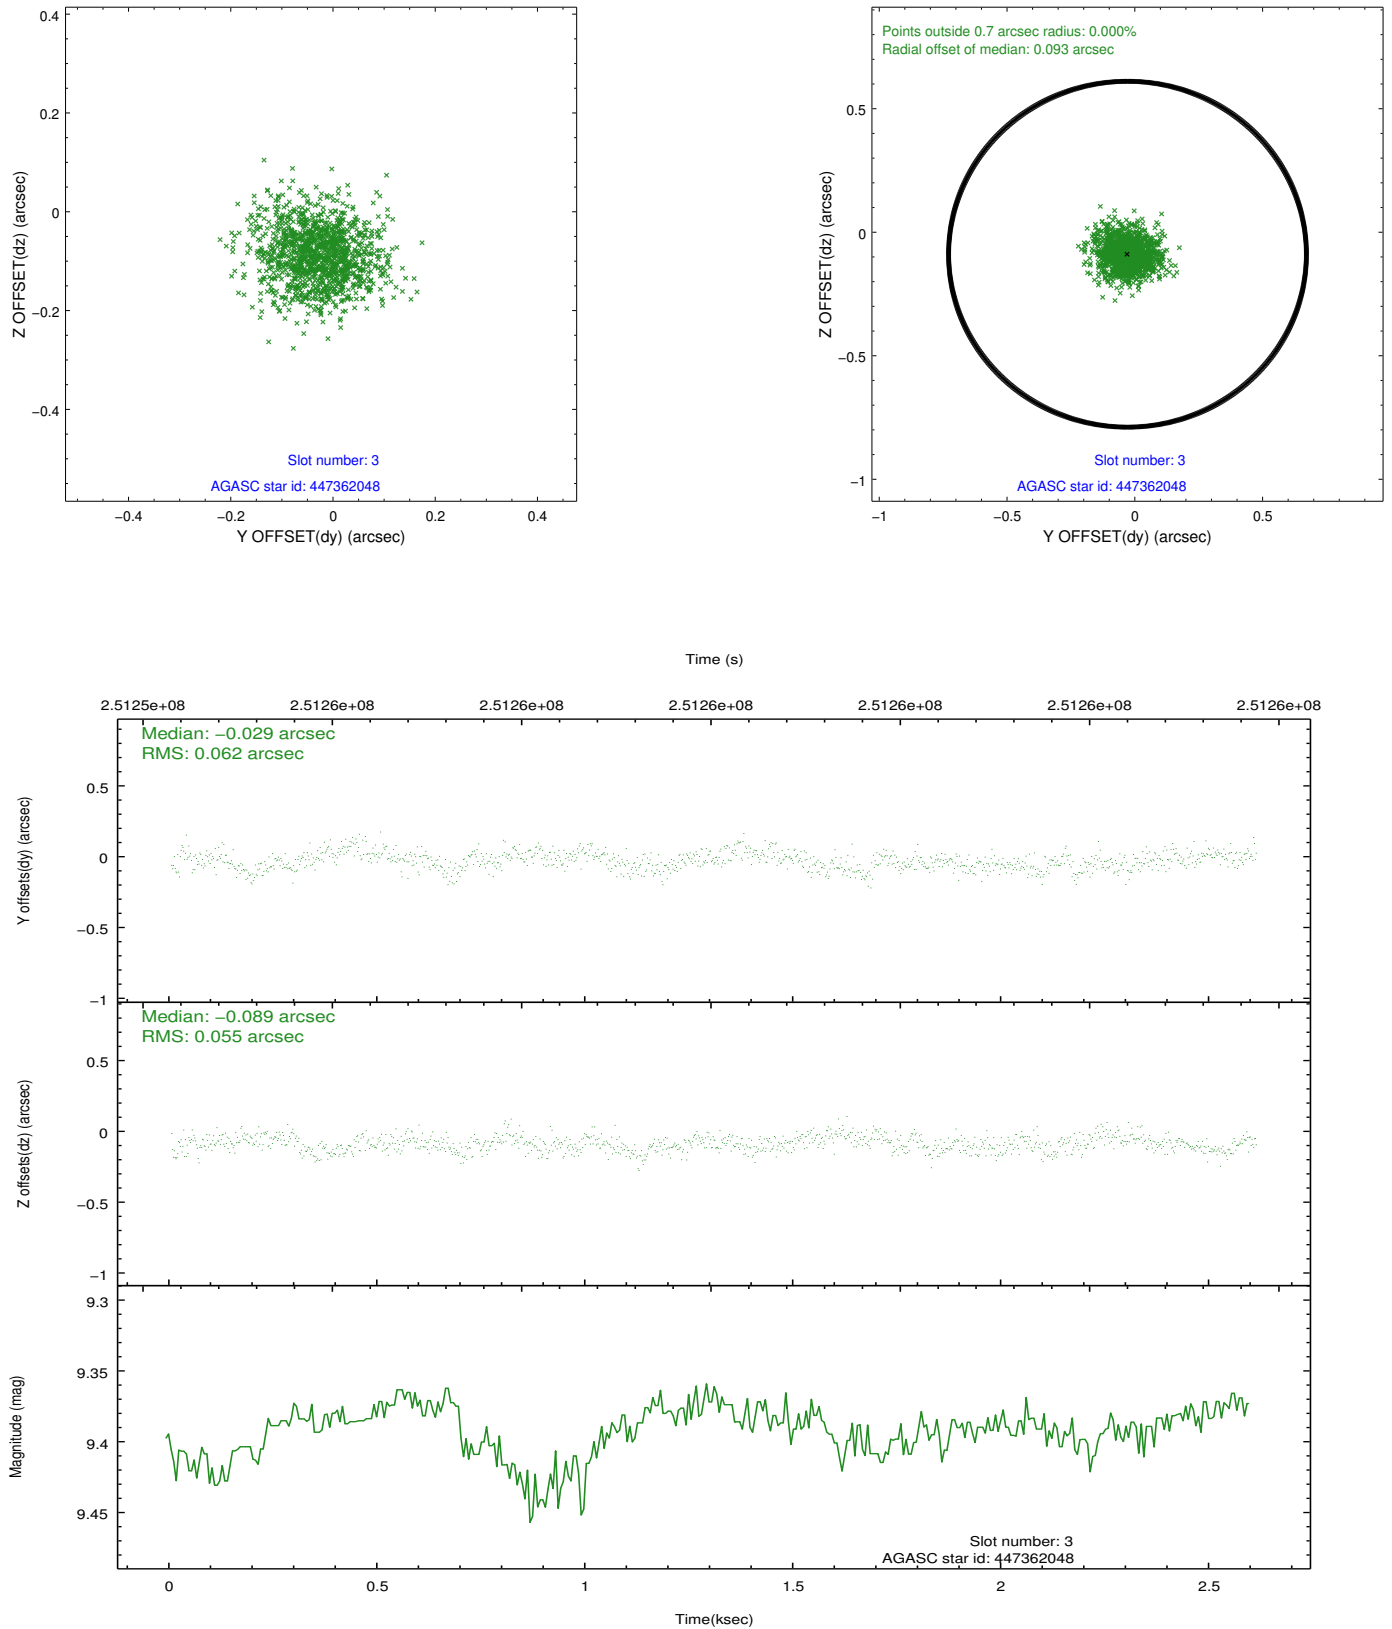 0.4
0.2
0
−0.2
−0.4
Z OFFSET(dz) (arcsec)
Slot number: 3
AGASC star id: 447362048
−0.4
−0.2
0
0.2
0.4
Y OFFSET(dy) (arcsec)
Points outside 0.7 arcsec radius: 0.000%
Radial offset of median: 0.093 arcsec
0.5
0
−0.5
−1
Z OFFSET(dz) (arcsec)
Slot number: 3
AGASC star id: 447362048
−1
−0.5
0
0.5
Y OFFSET(dy) (arcsec)
Time (s)
2.5125e+08
2.5126e+08
2.5126e+08
2.5126e+08
2.5126e+08
2.5126e+08
2.5126e+08
Median: −0.029 arcsec
RMS: 0.062 arcsec
0.5
0
−0.5
−1
Y offsets(dy) (arcsec)
Median: −0.089 arcsec
RMS: 0.055 arcsec
0.5
0
−0.5
−1
Z offsets(dz) (arcsec)
9.3
9.35
9.4
9.45
Magnitude (mag)
Slot number: 3
AGASC star id: 447362048
0
0.5
1
1.5
2
2.5
Time(ksec)